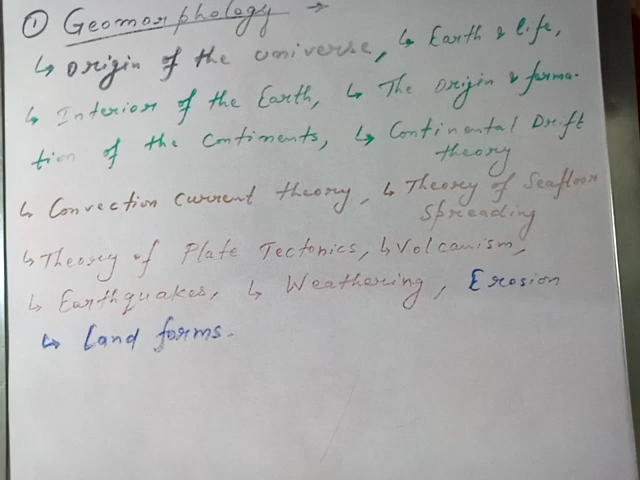 ① Geomorphology →
↳ Origin of the universe, ↳ Earth & life,
↳ Interior of the Earth, ↳ The Origin & forma-
tion of the Continents, ↳ Continental Drift
theory
↳ Convection Current theory, ↳ Theory of Seafloor
Spreading
↳ Theory of Plate Tectonics, ↳ Volcanism,
↳ Earthquakes, ↳ Weathering, Erosion
↳ Land forms.